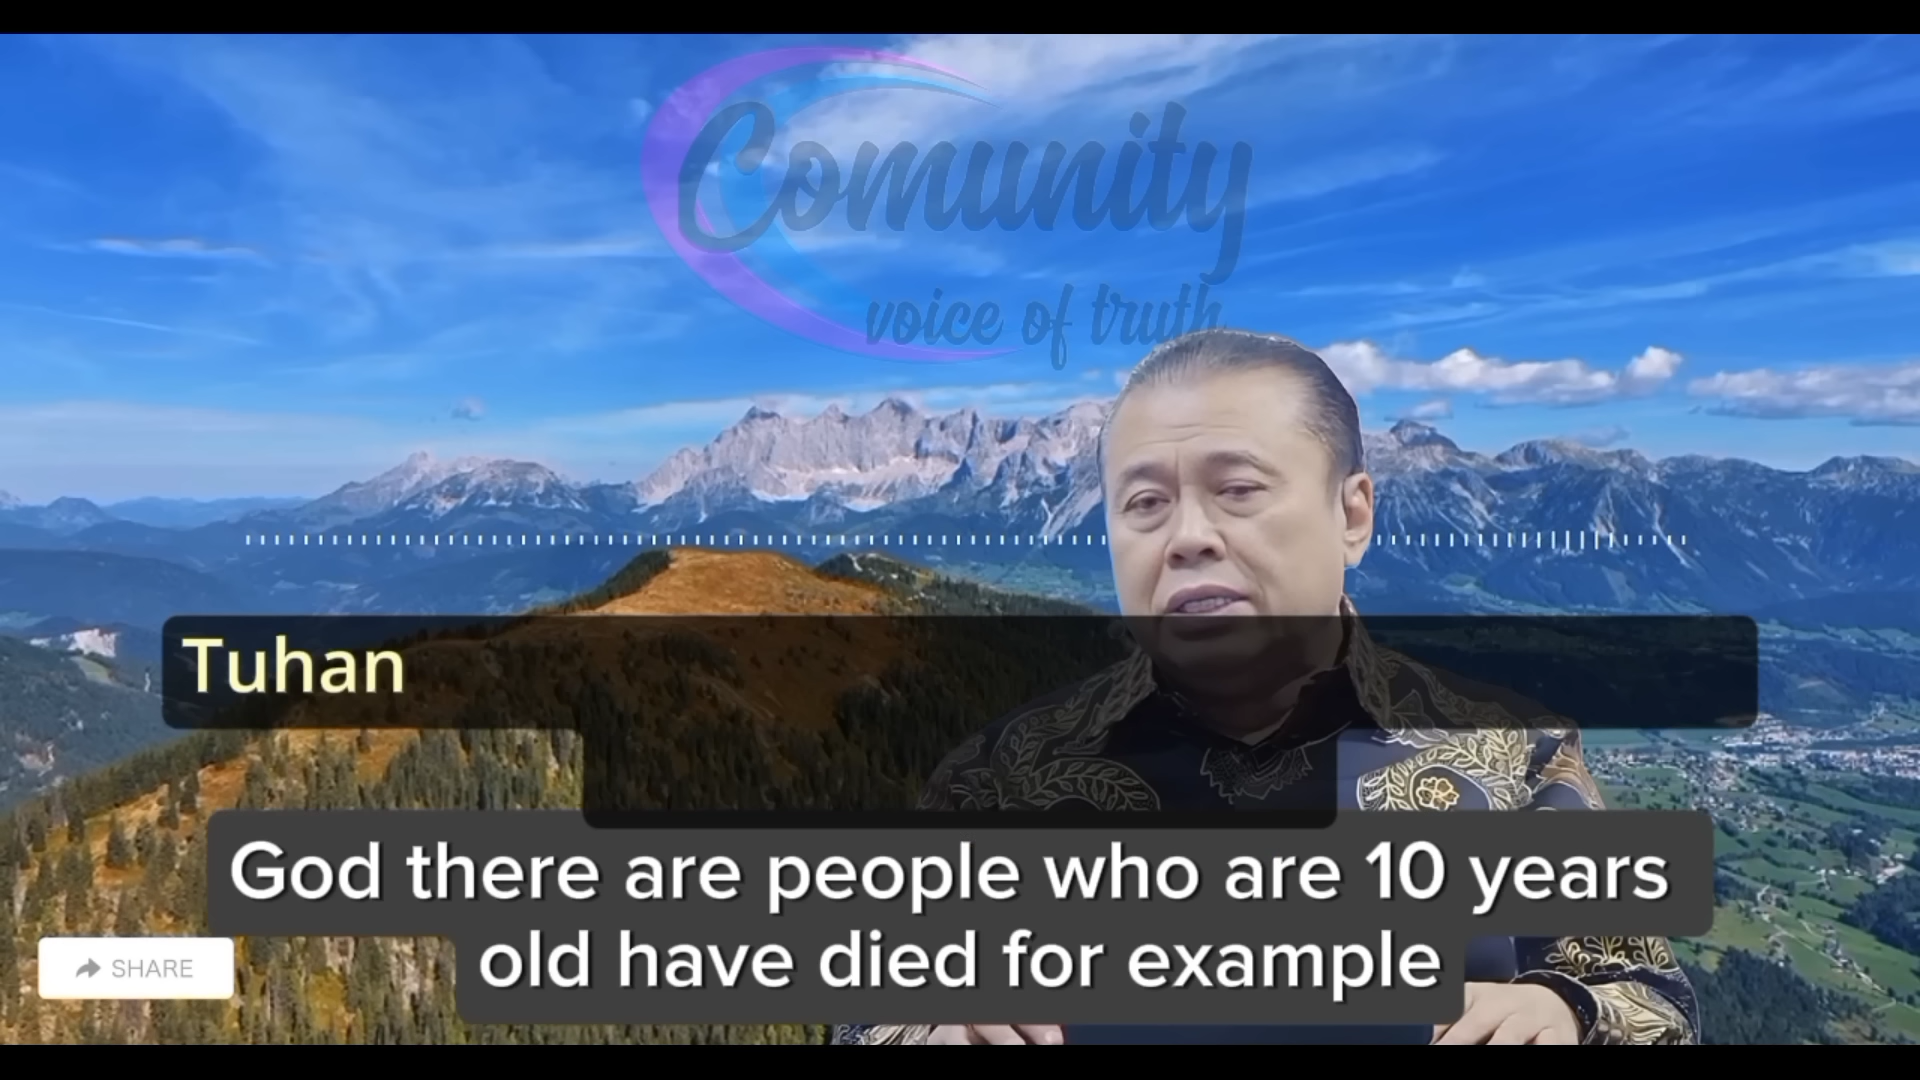 Comunity
voice of truth
Tuhan
God there are people who are 10 years
old have died for example
SHARE